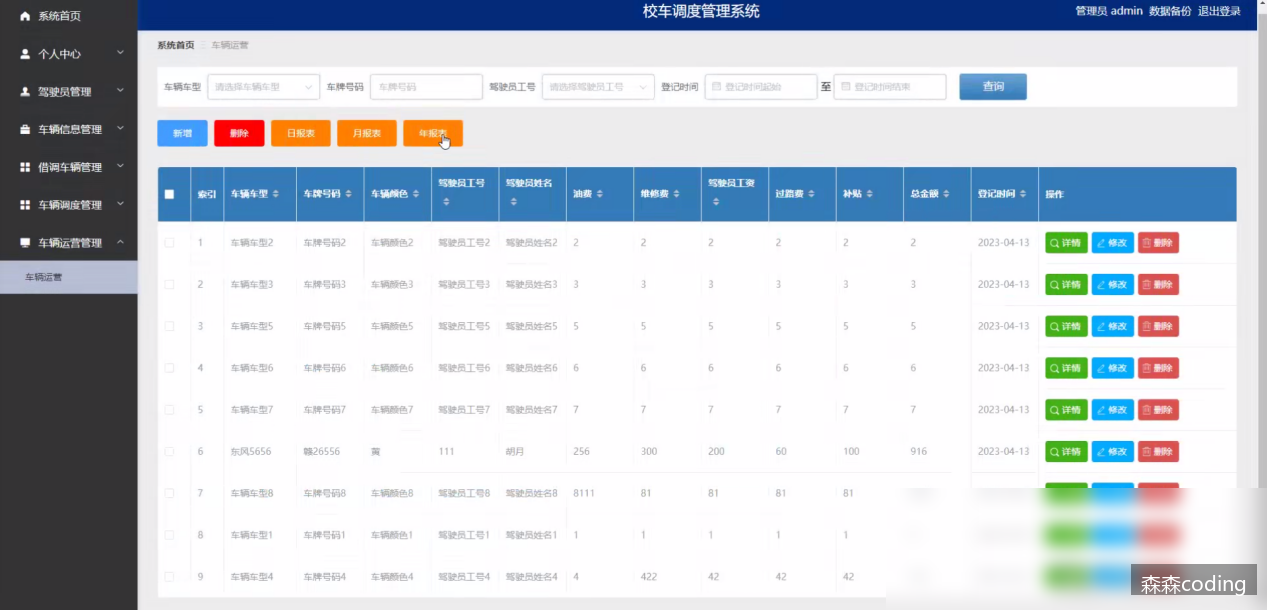 校车调度管理系统
管理员 admin 数据备份 退出登录
系统首页
个人中心
驾驶员管理
车辆信息管理
借调车辆管理
车辆调度管理
车辆运营管理
车辆运营
系统首页 车辆运营
车辆车型 请选择车辆车型 车牌号码 车牌号码 驾驶员工号 请选择驾驶员工号 登记时间 登记时间起始 至 登记时间结束 查询
新增 删除 日报表 月报表 年报表
索引 车辆车型 车牌号码 车辆颜色 驾驶员工号 驾驶员姓名 油费 维修费 驾驶员工资 过路费 补贴 总金额 登记时间 操作
1 车辆车型2 车牌号码2 车辆颜色2 驾驶员工号2 驾驶员姓名2 2 2 2 2 2 2 2023-04-13 详情 修改 删除
2 车辆车型3 车牌号码3 车辆颜色3 驾驶员工号3 驾驶员姓名3 3 3 3 3 3 3 2023-04-13 详情 修改 删除
3 车辆车型5 车牌号码5 车辆颜色5 驾驶员工号5 驾驶员姓名5 5 5 5 5 5 5 2023-04-13 详情 修改 删除
4 车辆车型6 车牌号码6 车辆颜色6 驾驶员工号6 驾驶员姓名6 6 6 6 6 6 6 2023-04-13 详情 修改 删除
5 车辆车型7 车牌号码7 车辆颜色7 驾驶员工号7 驾驶员姓名7 7 7 7 7 7 7 2023-04-13 详情 修改 删除
6 东风5656 赣26556 黄 111 胡月 256 300 200 60 100 916 2023-04-13 详情 修改 删除
7 车辆车型8 车牌号码8 车辆颜色8 驾驶员工号8 驾驶员姓名8 8111 81 81 81 81
8 车辆车型1 车牌号码1 车辆颜色1 驾驶员工号1 驾驶员姓名1 1 1 1 1 1
9 车辆车型4 车牌号码4 车辆颜色4 驾驶员工号4 驾驶员姓名4 4 422 42 42 42
森森coding